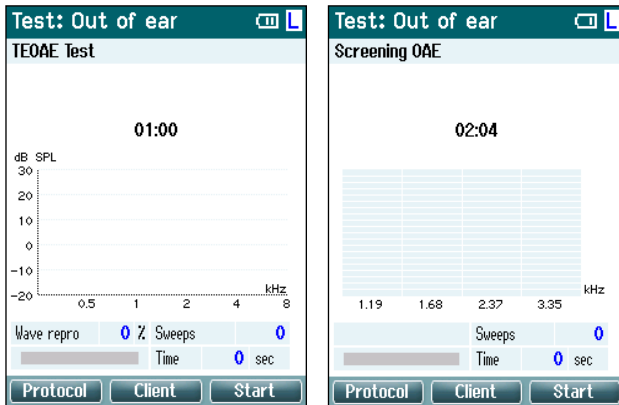 Test: Out of ear L
TEOAE Test
01:00
dB SPL
30
20
10
0
-10
-20
kHz
0.5 1 2 4 8
Wave repro 0 % Sweeps 0
Time 0 sec
Protocol Client Start
Test: Out of ear L
Screening OAE
02:04
kHz
1.19 1.68 2.37 3.35
Sweeps 0
Time 0 sec
Protocol Client Start